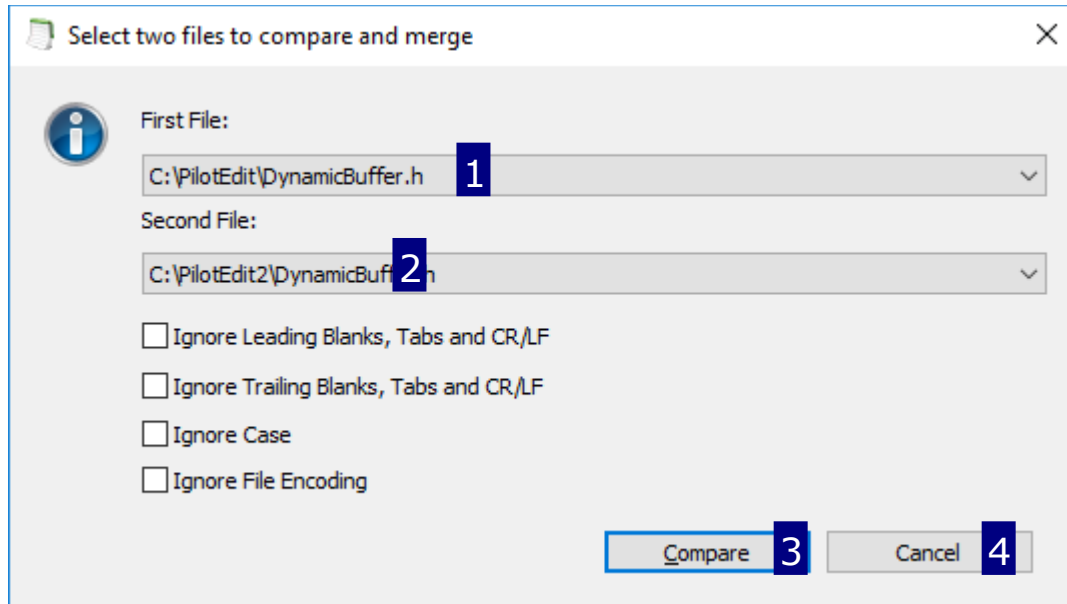 Select two files to compare and merge
First File:
C:\PilotEdit\DynamicBuffer.h 1
Second File:
C:\PilotEdit2\DynamicBuff 2 h
Ignore Leading Blanks, Tabs and CR/LF
Ignore Trailing Blanks, Tabs and CR/LF
Ignore Case
Ignore File Encoding
Compare 3 Cancel 4